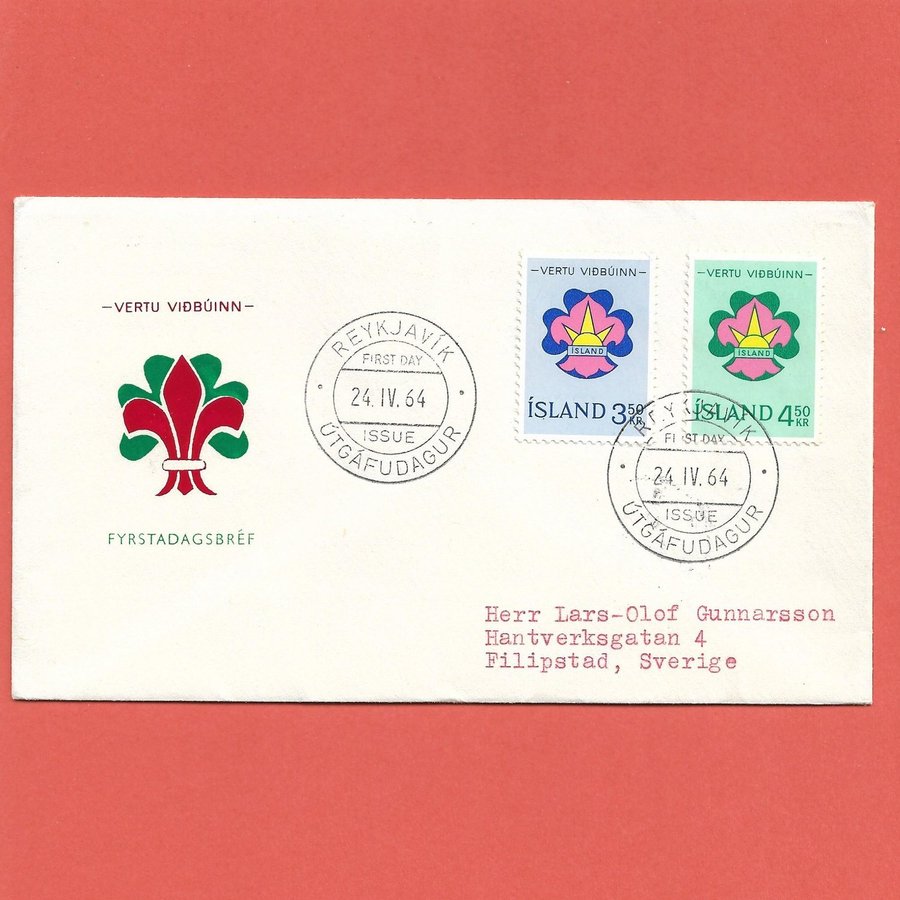 -VERTU VIÐBÚINN-
FYRSTADAGSBRÉF
REYKJAVÍK
FIRST DAY
24. IV. 64
ISSUE
ÚTGÁFUDAGUR
-VERTU VIÐBÚINN-
ÍSLAND
ÍSLAND 3 50 KR
-VERTU VIÐBÚINN-
ÍSLAND
ÍSLAND 4 50 KR
REYKJAVÍK
FIRST DAY
24. IV. 64
ISSUE
ÚTGÁFUDAGUR
Herr Lars-Olof Gunnarsson
Hantverksgatan 4
Filipstad, Sverige